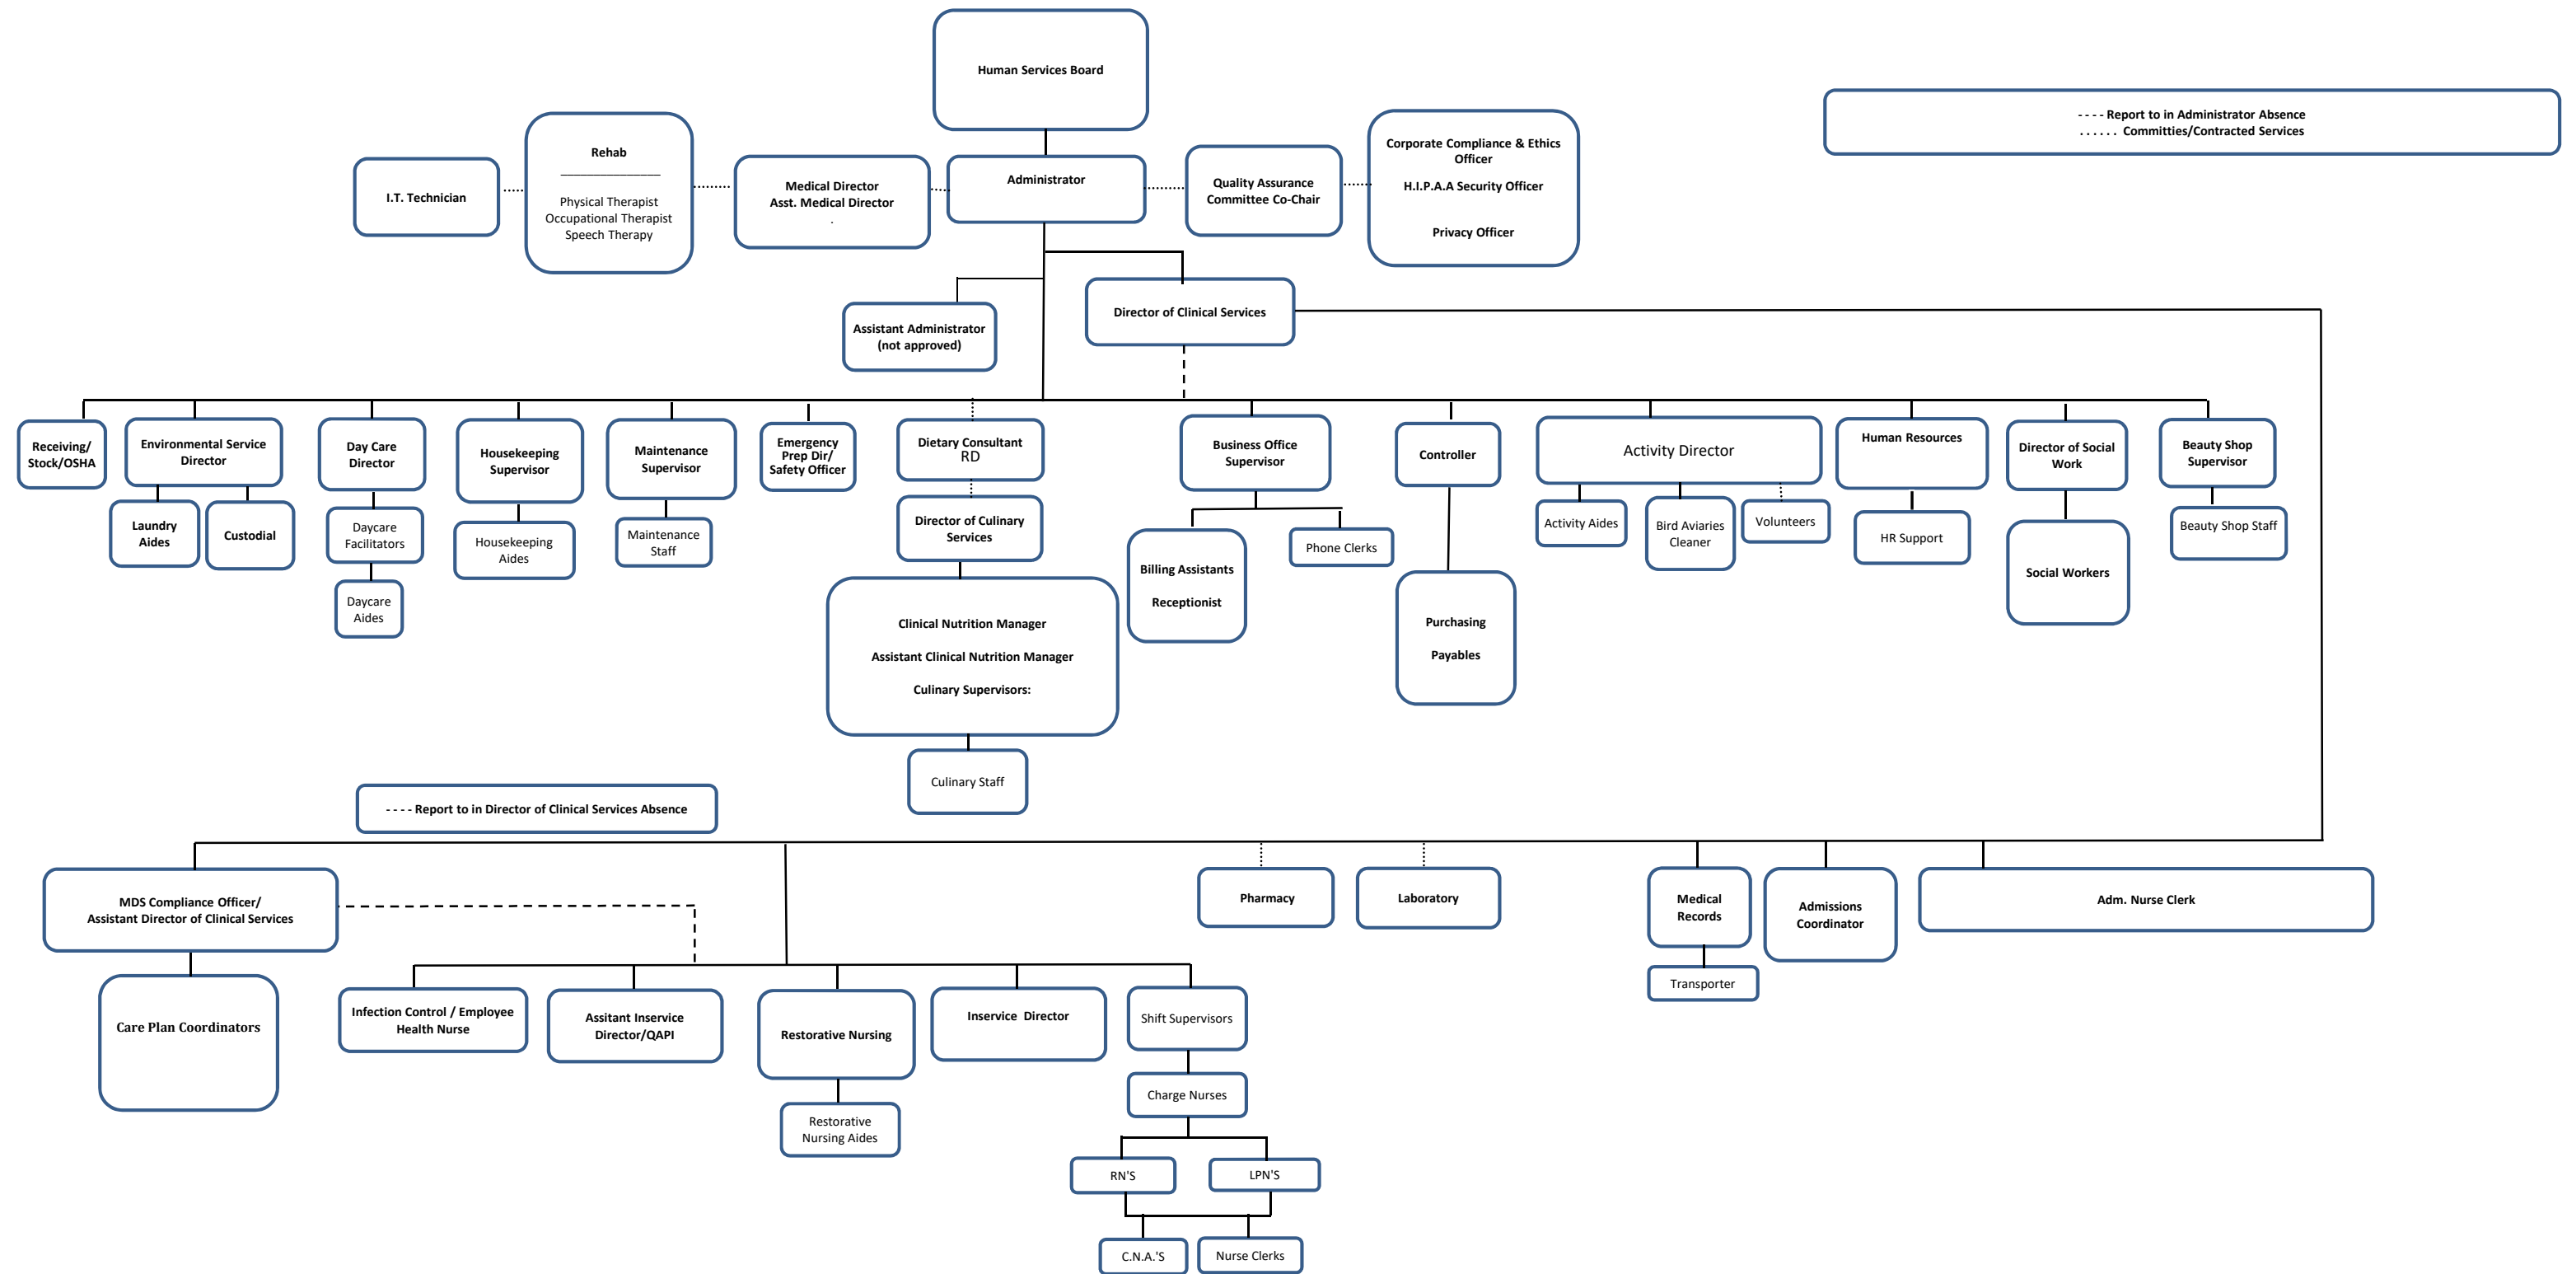 Human Services Board
- - - - Report to in Administrator Absence
. . . . . . Committies/Contracted Services
I.T. Technician
Rehab
________________
Physical Therapist
Occupational Therapist
Speech Therapy
Medical Director
Asst. Medical Director
.
Administrator
Quality Assurance
Committee Co-Chair
Corporate Compliance & Ethics
Officer
H.I.P.A.A Security Officer
Privacy Officer
Assistant Administrator
(not approved)
Director of Clinical Services
Receiving/
Stock/OSHA
Environmental Service
Director
Laundry
Aides
Custodial
Day Care
Director
Daycare
Facilitators
Daycare
Aides
Housekeeping
Supervisor
Housekeeping
Aides
Maintenance
Supervisor
Maintenance
Staff
Emergency
Prep Dir/
Safety Officer
Dietary Consultant
RD
Director of Culinary
Services
Clinical Nutrition Manager
Assistant Clinical Nutrition Manager
Culinary Supervisors:
Culinary Staff
Business Office
Supervisor
Billing Assistants
Receptionist
Phone Clerks
Controller
Purchasing
Payables
Activity Director
Activity Aides
Bird Aviaries
Cleaner
Volunteers
Human Resources
HR Support
Director of Social
Work
Social Workers
Beauty Shop
Supervisor
Beauty Shop Staff
- - - - Report to in Director of Clinical Services Absence
MDS Compliance Officer/
Assistant Director of Clinical Services
Care Plan Coordinators
Infection Control / Employee
Health Nurse
Assitant Inservice
Director/QAPI
Restorative Nursing
Restorative
Nursing Aides
Inservice Director
Shift Supervisors
Charge Nurses
RN'S
LPN'S
C.N.A.'S
Nurse Clerks
Pharmacy
Laboratory
Medical
Records
Transporter
Admissions
Coordinator
Adm. Nurse Clerk